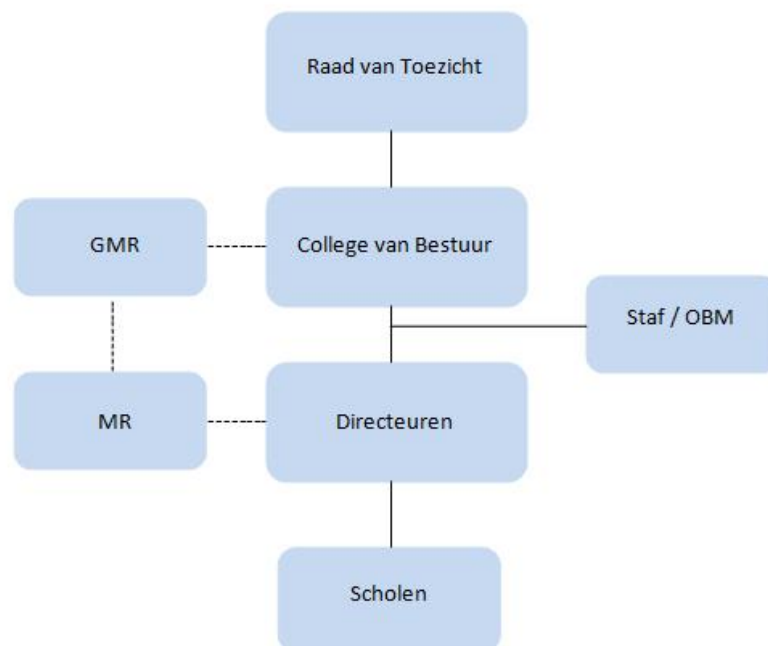 Raad van Toezicht
GMR
College van Bestuur
Staf / OBM
MR
Directeuren
Scholen